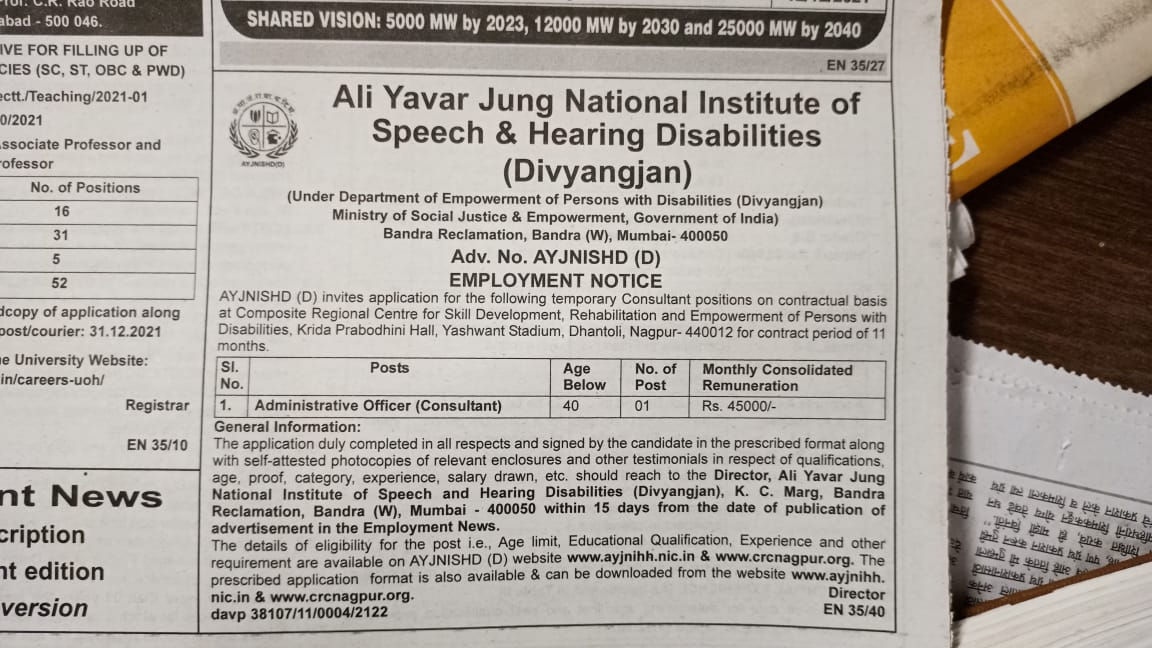 Prof. C.R. Rao Road
abad - 500 046.
IVE FOR FILLING UP OF
CIES (SC, ST, OBC & PWD)
ectt./Teaching/2021-01
0/2021
ssociate Professor and
rofessor
No. of Positions
16
31
5
52
dcopy of application along
post/courier: 31.12.2021
e University Website:
in/careers-uoh/
Registrar
EN 35/10
nt News
cription
nt edition
version
SHARED VISION: 5000 MW by 2023, 12000 MW by 2030 and 25000 MW by 2040
EN 35/27
AYJNISHD(D)
Ali Yavar Jung National Institute of
Speech & Hearing Disabilities
(Divyangjan)
(Under Department of Empowerment of Persons with Disabilities (Divyangjan)
Ministry of Social Justice & Empowerment, Government of India)
Bandra Reclamation, Bandra (W), Mumbai- 400050
Adv. No. AYJNISHD (D)
EMPLOYMENT NOTICE
AYJNISHD (D) invites application for the following temporary Consultant positions on contractual basis
at Composite Regional Centre for Skill Development, Rehabilitation and Empowerment of Persons with
Disabilities, Krida Prabodhini Hall, Yashwant Stadium, Dhantoli, Nagpur- 440012 for contract period of 11
months.
Sl. No. Posts Age Below No. of Post Monthly Consolidated Remuneration
1. Administrative Officer (Consultant) 40 01 Rs. 45000/-
General Information:
The application duly completed in all respects and signed by the candidate in the prescribed format along
with self-attested photocopies of relevant enclosures and other testimonials in respect of qualifications,
age, proof, category, experience, salary drawn, etc. should reach to the Director, Ali Yavar Jung
National Institute of Speech and Hearing Disabilities (Divyangjan), K. C. Marg, Bandra
Reclamation, Bandra (W), Mumbai - 400050 within 15 days from the date of publication of
advertisement in the Employment News.
The details of eligibility for the post i.e., Age limit, Educational Qualification, Experience and other
requirement are available on AYJNISHD (D) website www.ayjnihh.nic.in & www.crcnagpur.org. The
prescribed application format is also available & can be downloaded from the website www.ayjnihh.
nic.in & www.crcnagpur.org. Director
davp 38107/11/0004/2122 EN 35/40